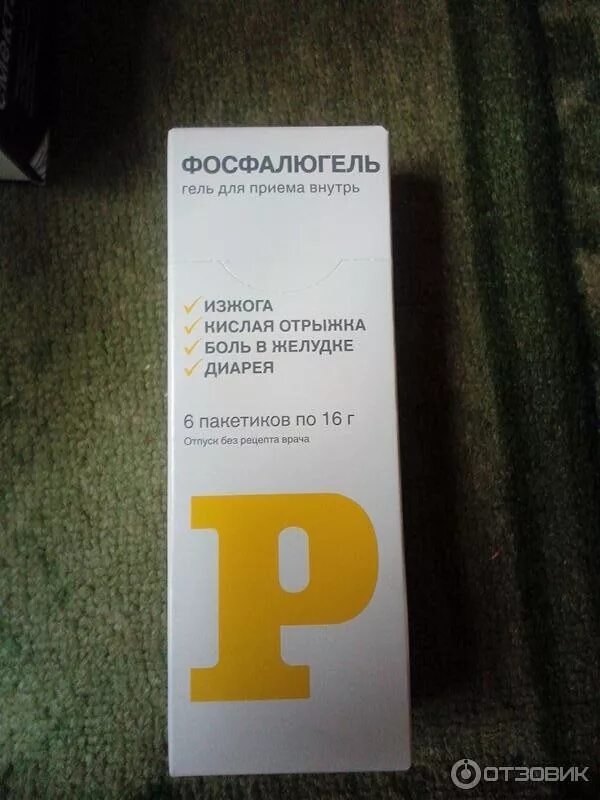 ФОСФАЛЮГЕЛЬ
гель для приема внутрь
ИЗЖОГА
КИСЛАЯ ОТРЫЖКА
БОЛЬ В ЖЕЛУДКЕ
ДИАРЕЯ
6 пакетиков по 16 г
Отпуск без рецепта врача
P
ОТЗОВИК